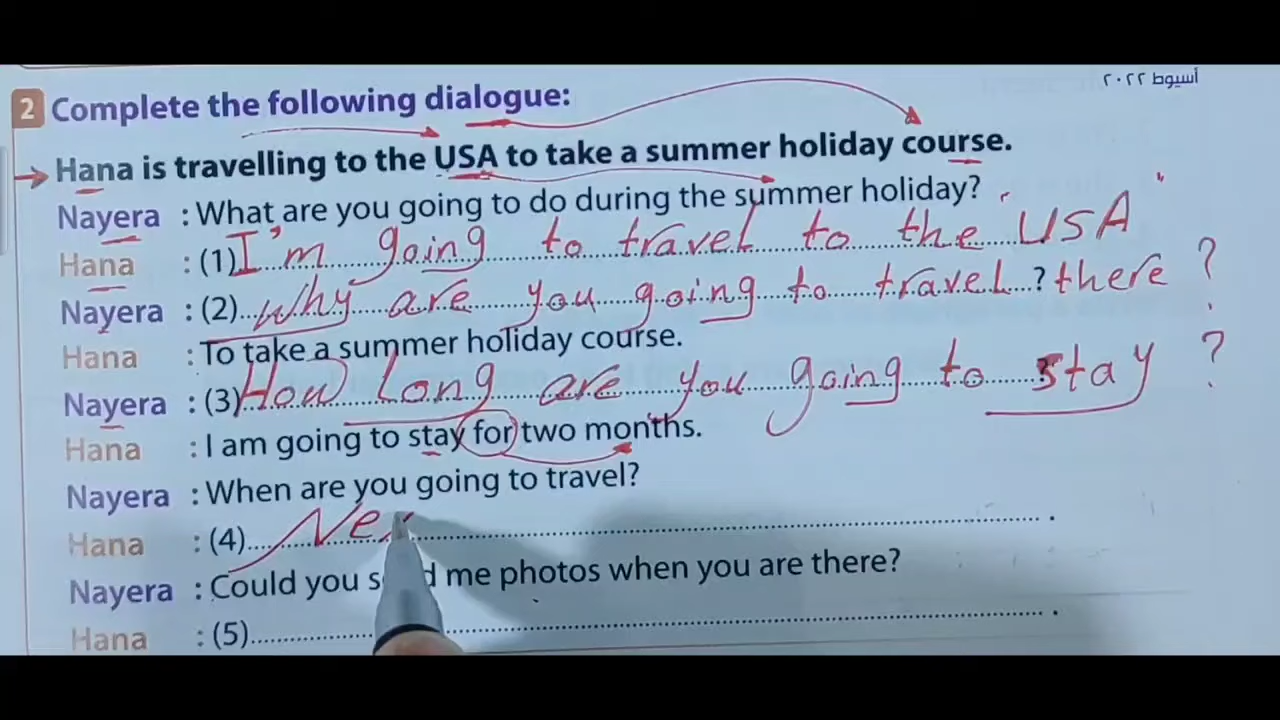 أسيوط ٢٠٢٢
2 Complete the following dialogue:
Hana is travelling to the USA to take a summer holiday course.
Nayera : What are you going to do during the summer holiday?
Hana : (1) I'm going to travel to the USA
Nayera : (2) Why are you going to travel ? there ?
Hana : To take a summer holiday course.
Nayera : (3) How Long are you going to stay ?
Hana : I am going to stay for two months.
Nayera : When are you going to travel?
Hana : (4) Nex
Nayera : Could you me photos when you are there?
Hana : (5)